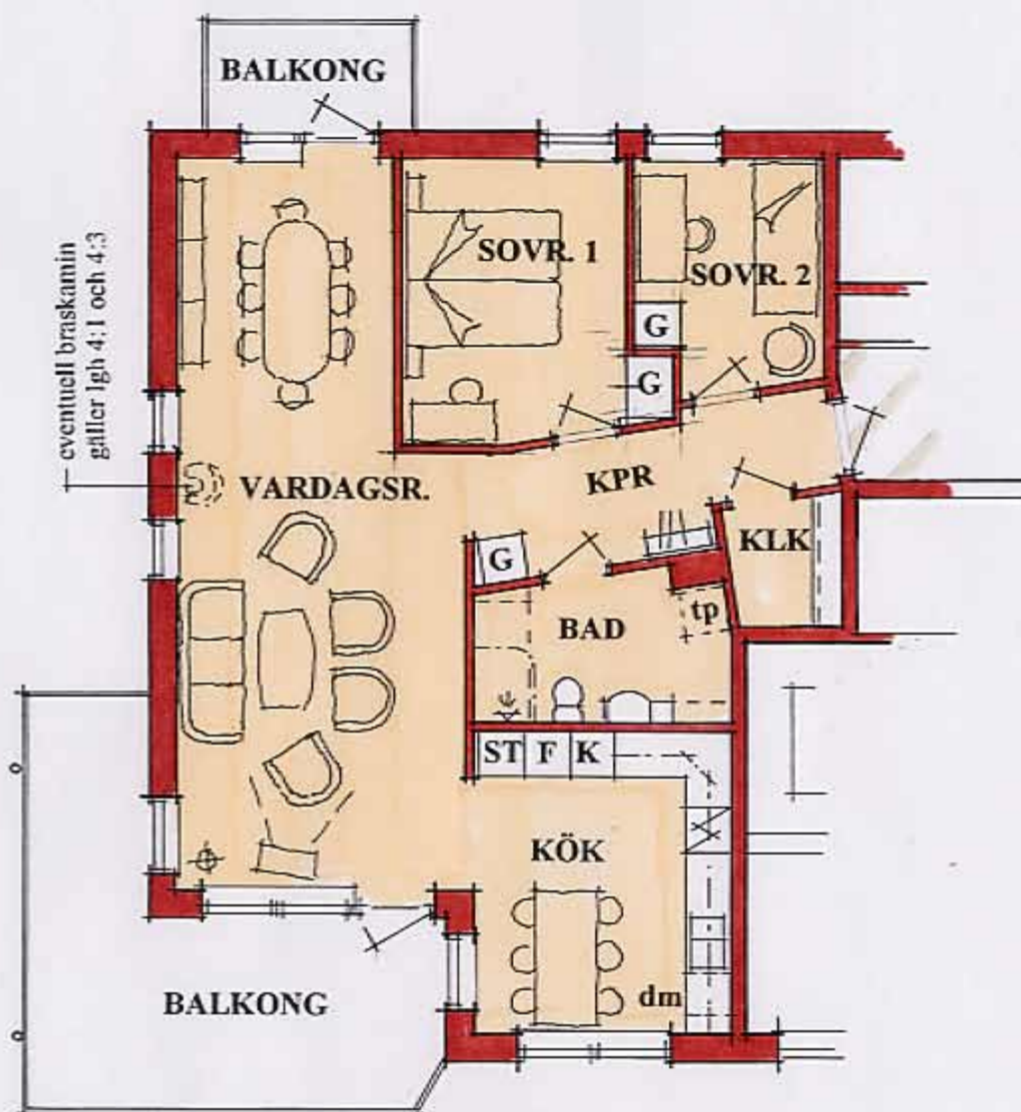 BALKONG
eventuell braskamin
gäller lgh 4:1 och 4:3
SOVR. 1
SOVR. 2
G
G
VARDAGSR.
KPR
KLK
G
BAD
tp
ST F K
KÖK
dm
BALKONG